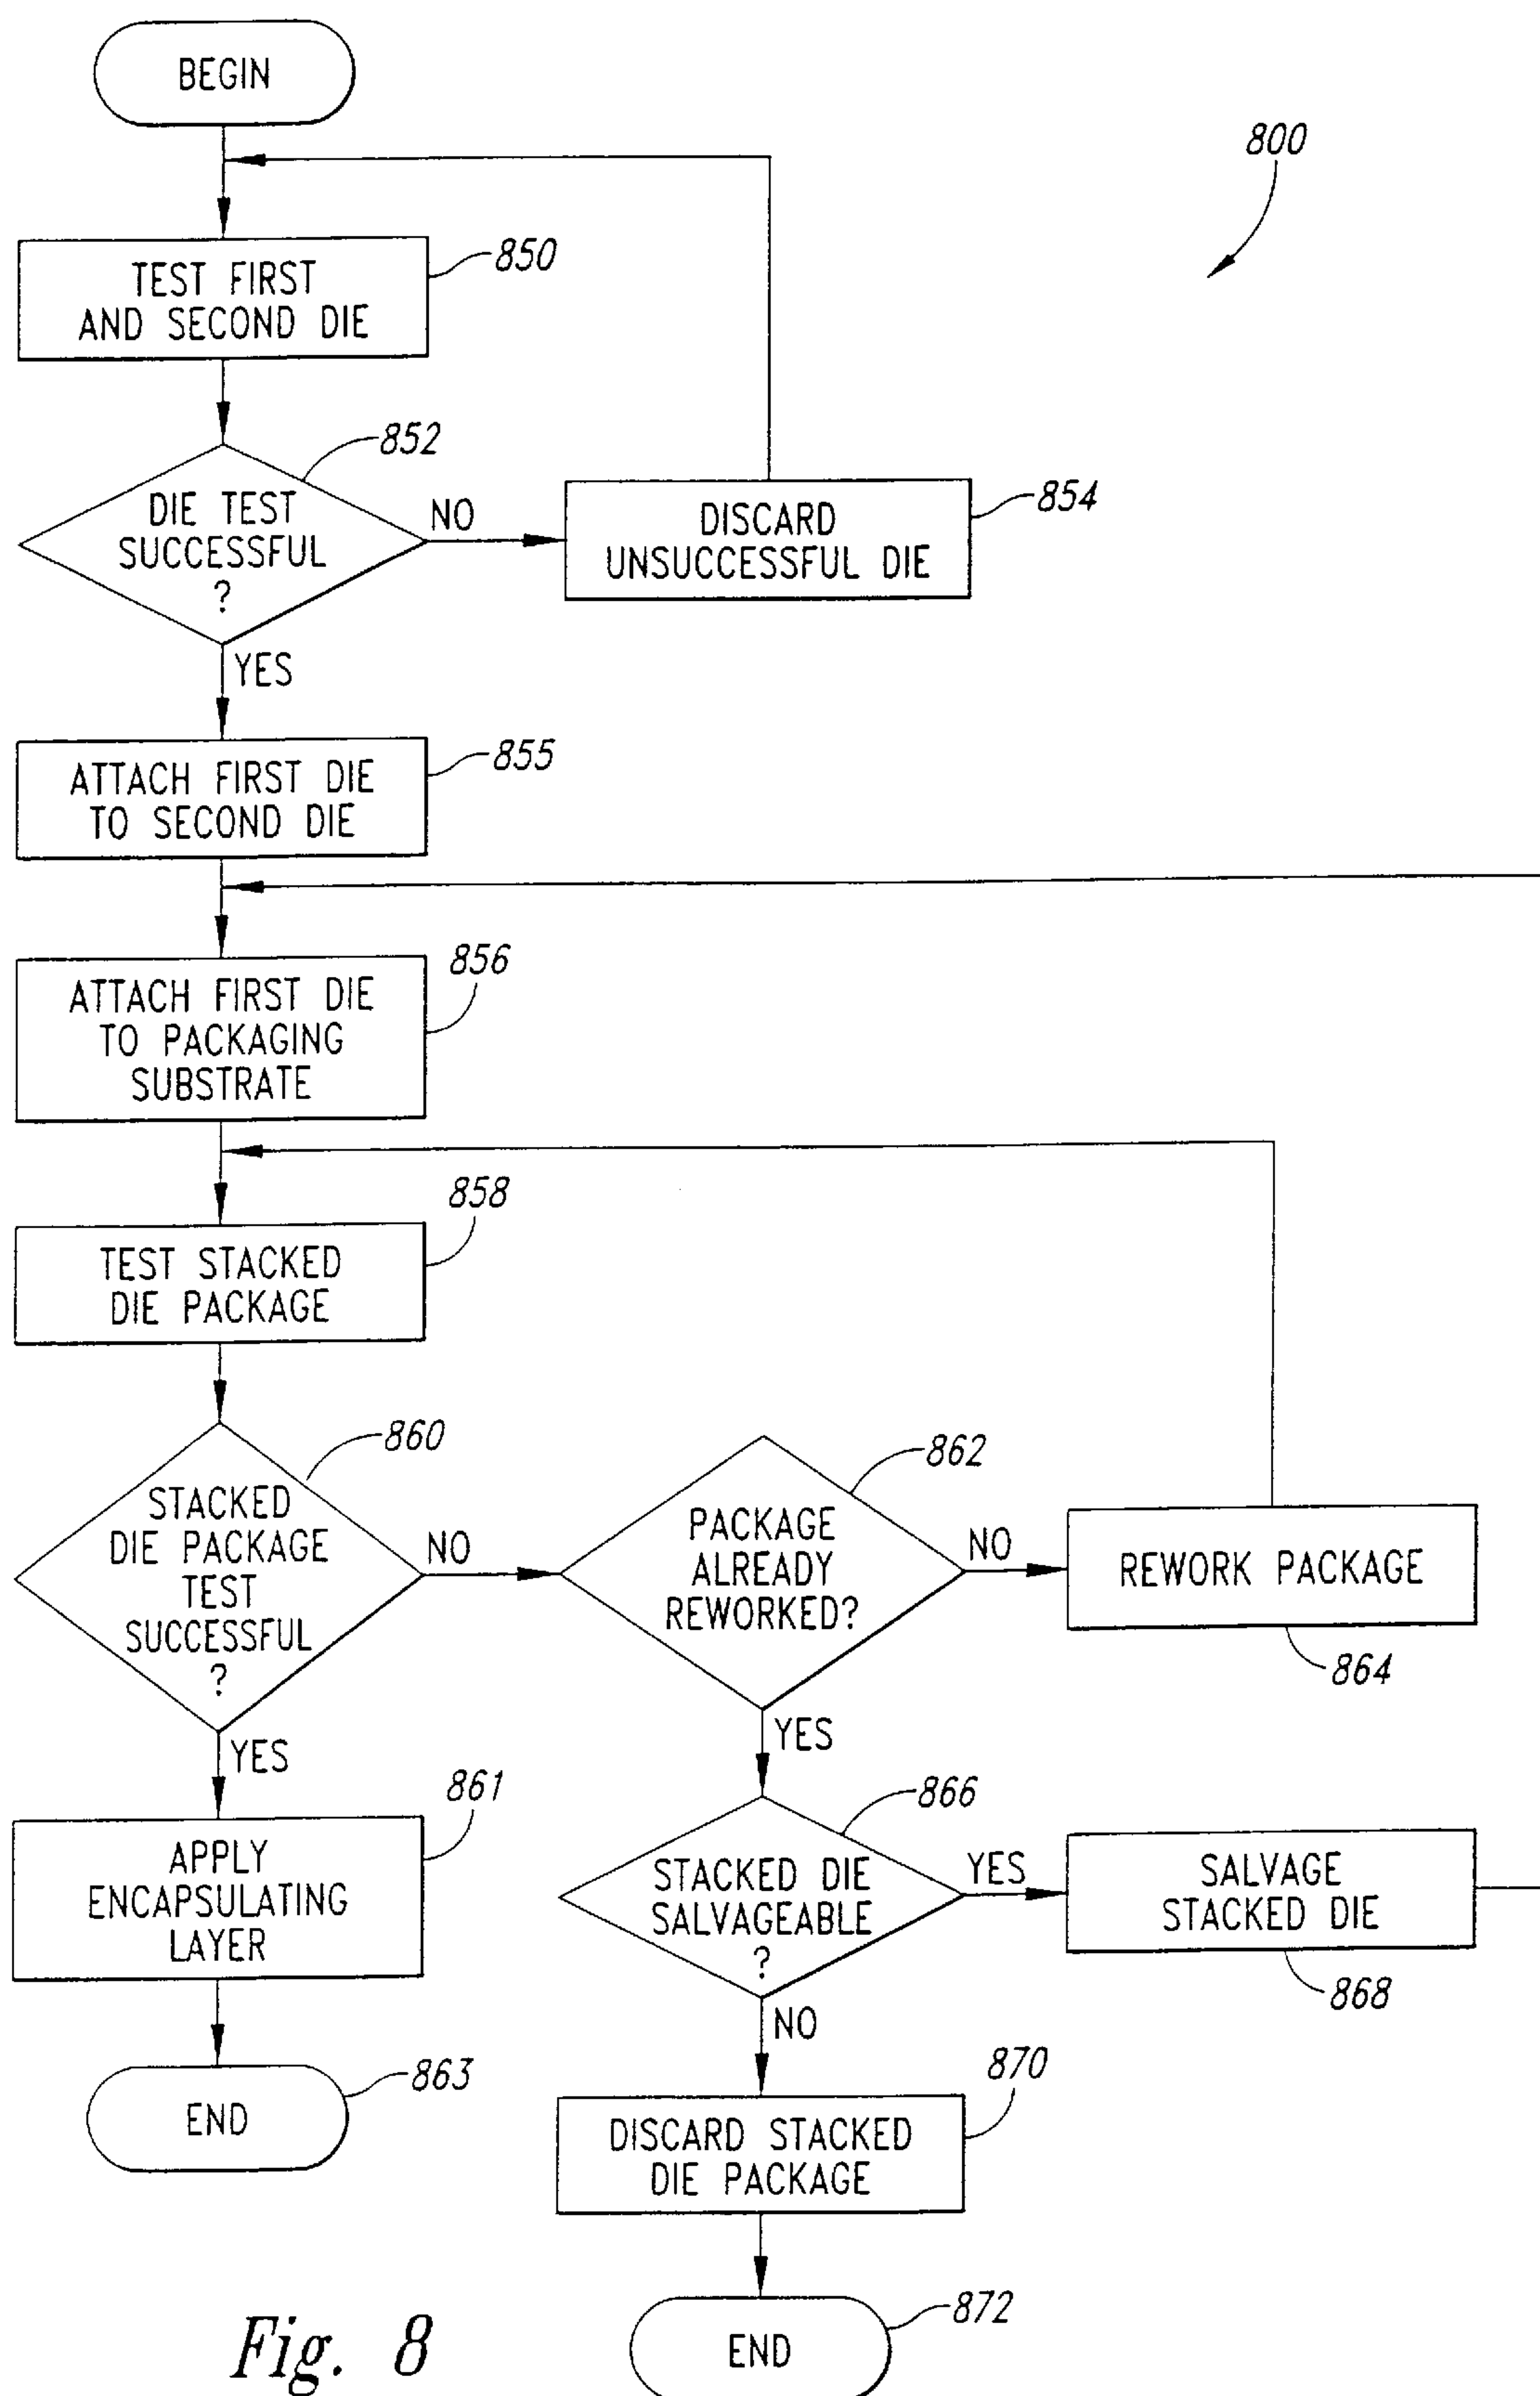 BEGIN
800
TEST FIRST
AND SECOND DIE
850
DIE TEST
SUCCESSFUL
?
852
NO
DISCARD
UNSUCCESSFUL DIE
854
YES
ATTACH FIRST DIE
TO SECOND DIE
855
ATTACH FIRST DIE
TO PACKAGING
SUBSTRATE
856
TEST STACKED
DIE PACKAGE
858
STACKED
DIE PACKAGE
TEST
SUCCESSFUL
?
860
NO
PACKAGE
ALREADY
REWORKED?
862
NO
REWORK PACKAGE
864
YES
YES
APPLY
ENCAPSULATING
LAYER
861
STACKED DIE
SALVAGEABLE
?
866
YES
SALVAGE
STACKED DIE
868
NO
END
863
DISCARD STACKED
DIE PACKAGE
870
END
872
Fig. 8